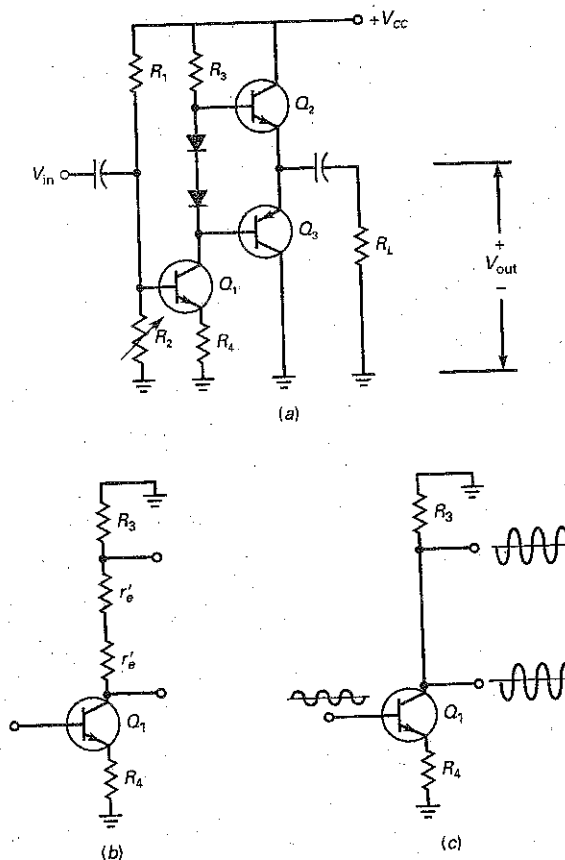 +V_CC
R_1
R_3
Q_2
V_in
Q_3
R_L
+
V_out
−
Q_1
R_2
R_4
(a)
R_3
r'_e
r'_e
Q_1
R_4
(b)
R_3
Q_1
R_4
(c)